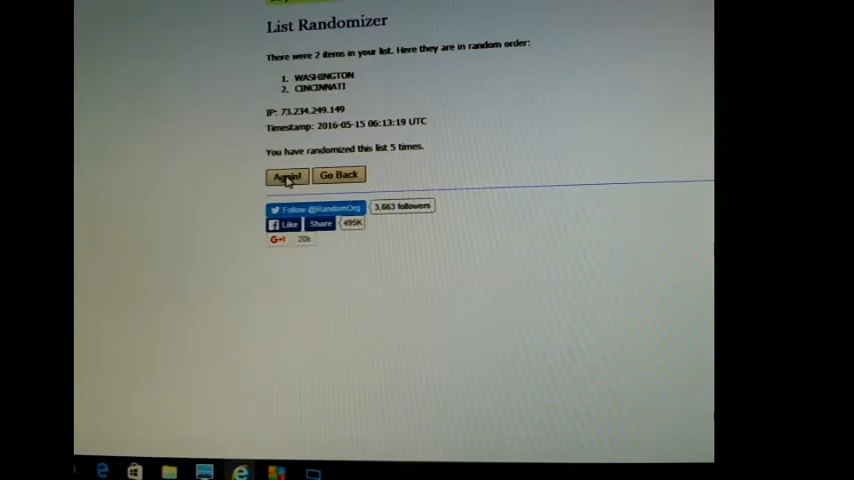 List Randomizer
There were 2 items in your list. Here they are in random order:
1. WASHINGTON
2. CINCINNATI
IP: 73.234.249.149
Timestamp: 2016-05-15 06:13:19 UTC
You have randomized this list 5 times.
Again! Go Back
Follow @RandomOrg 3,663 followers
Like Share 495K
G+1 20k